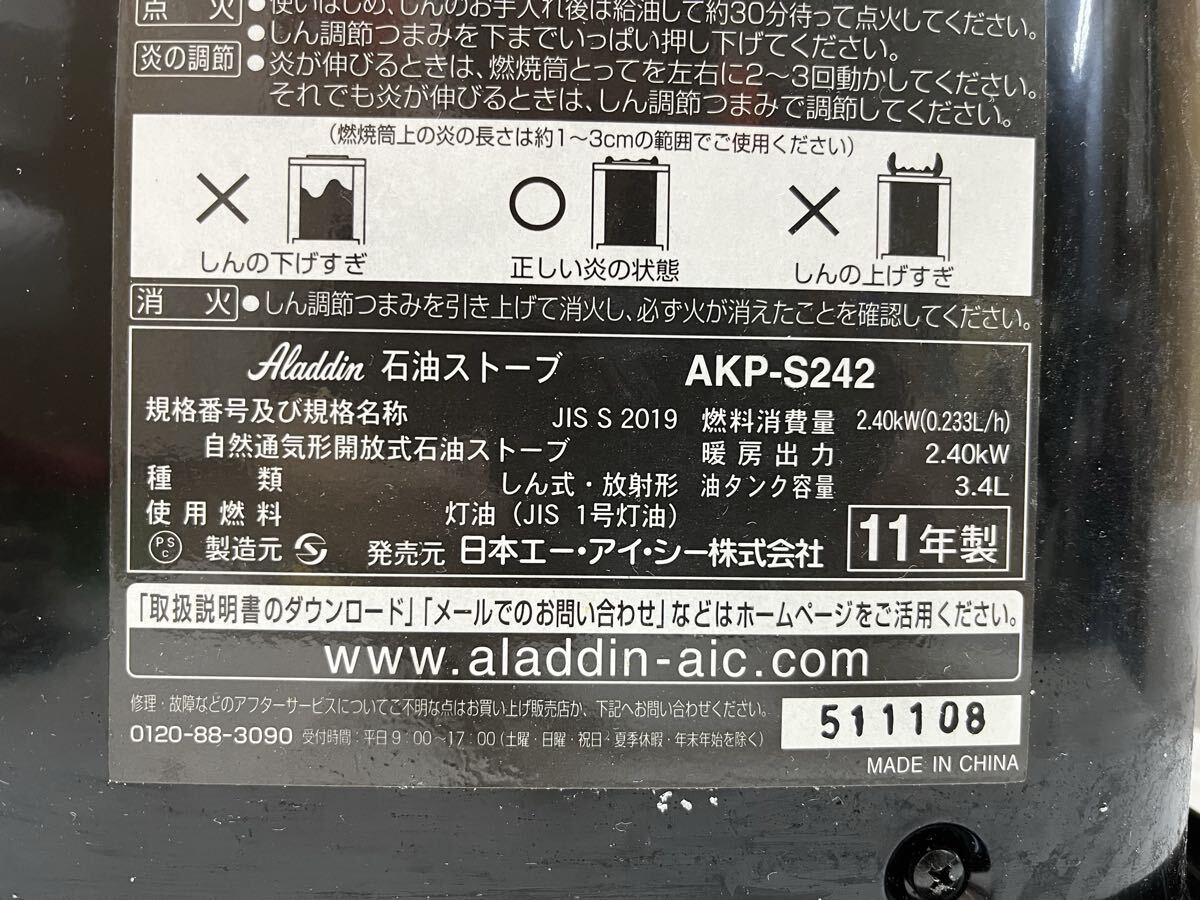 点 火 ●使いはじめ、しんのお手入れ後は給油して約30分待って点火してください。
●しん調節つまみを下までいっぱい押し下げてください。
炎の調節 ●炎が伸びるときは、燃焼筒とってを左右に2〜3回動かしてください。
それでも炎が伸びるときは、しん調節つまみで調節してください。
(燃焼筒上の炎の長さは約1〜3cmの範囲でご使用ください)
しんの下げすぎ 正しい炎の状態 しんの上げすぎ
消 火 ●しん調節つまみを引き上げて消火し、必ず火が消えたことを確認してください。
Aladdin 石油ストーブ AKP-S242
規格番号及び規格名称 JIS S 2019 燃料消費量 2.40kW(0.233L/h)
自然通気形開放式石油ストーブ 暖房出力 2.40kW
種 類 しん式・放射形 油タンク容量 3.4L
使用燃料 灯油(JIS 1号灯油)
PSC 製造元 発売元 日本エー・アイ・シー株式会社 11年製
「取扱説明書のダウンロード」「メールでのお問い合わせ」などはホームページをご活用ください。
www.aladdin-aic.com
修理・故障などのアフターサービスについてご不明な点はお買い上げ販売店か、下記へお問い合わせください。
0120-88-3090 受付時間:平日9:00〜17:00(土曜・日曜・祝日・夏季休暇・年末年始を除く)
511108
MADE IN CHINA